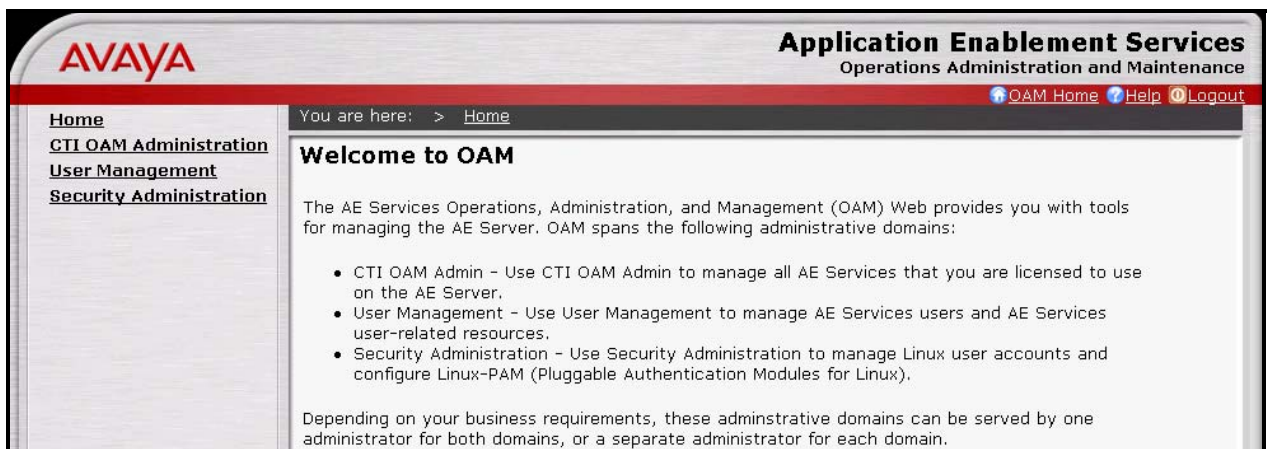 AVAYA
Application Enablement Services
Operations Administration and Maintenance
OAM Home Help Logout
Home
CTI OAM Administration
User Management
Security Administration
You are here: > Home
Welcome to OAM
The AE Services Operations, Administration, and Management (OAM) Web provides you with tools
for managing the AE Server. OAM spans the following administrative domains:
• CTI OAM Admin – Use CTI OAM Admin to manage all AE Services that you are licensed to use
on the AE Server.
• User Management – Use User Management to manage AE Services users and AE Services
user-related resources.
• Security Administration – Use Security Administration to manage Linux user accounts and
configure Linux-PAM (Pluggable Authentication Modules for Linux).
Depending on your business requirements, these adminstrative domains can be served by one
administrator for both domains, or a separate administrator for each domain.